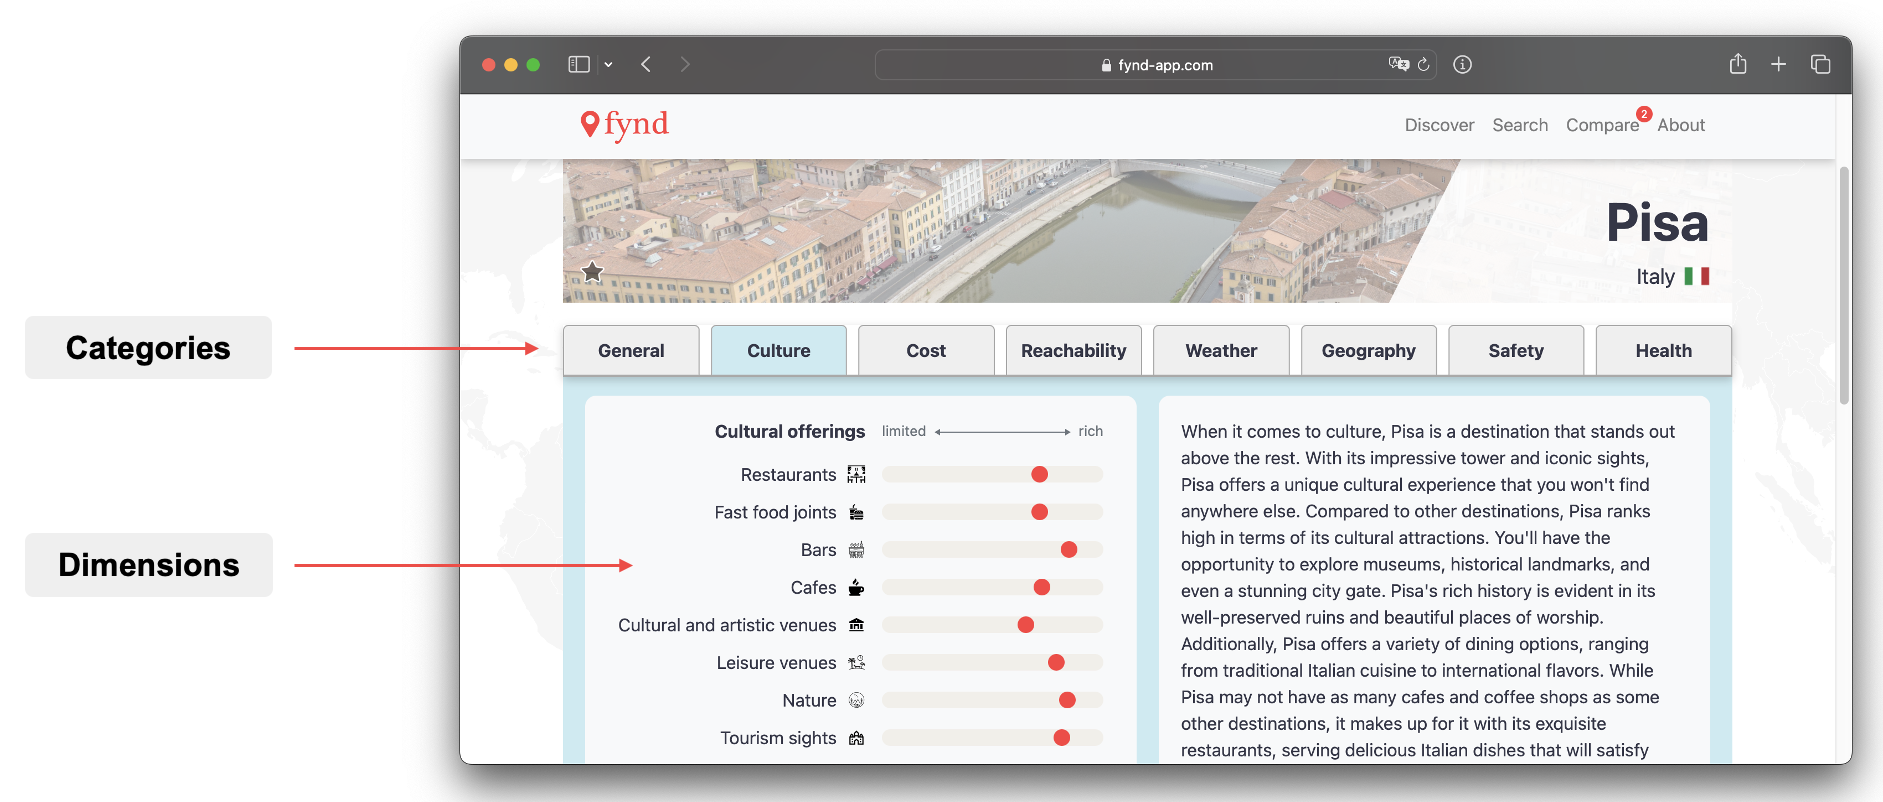 fynd-app.com
fynd
Discover Search Compare 2 About
Pisa
Italy
Categories
General Culture Cost Reachability Weather Geography Safety Health
Cultural offerings limited rich
Restaurants
Fast food joints
Bars
Cafes
Cultural and artistic venues
Leisure venues
Nature
Tourism sights
Dimensions
When it comes to culture, Pisa is a destination that stands out
above the rest. With its impressive tower and iconic sights,
Pisa offers a unique cultural experience that you won't find
anywhere else. Compared to other destinations, Pisa ranks
high in terms of its cultural attractions. You'll have the
opportunity to explore museums, historical landmarks, and
even a stunning city gate. Pisa's rich history is evident in its
well-preserved ruins and beautiful places of worship.
Additionally, Pisa offers a variety of dining options, ranging
from traditional Italian cuisine to international flavors. While
Pisa may not have as many cafes and coffee shops as some
other destinations, it makes up for it with its exquisite
restaurants, serving delicious Italian dishes that will satisfy